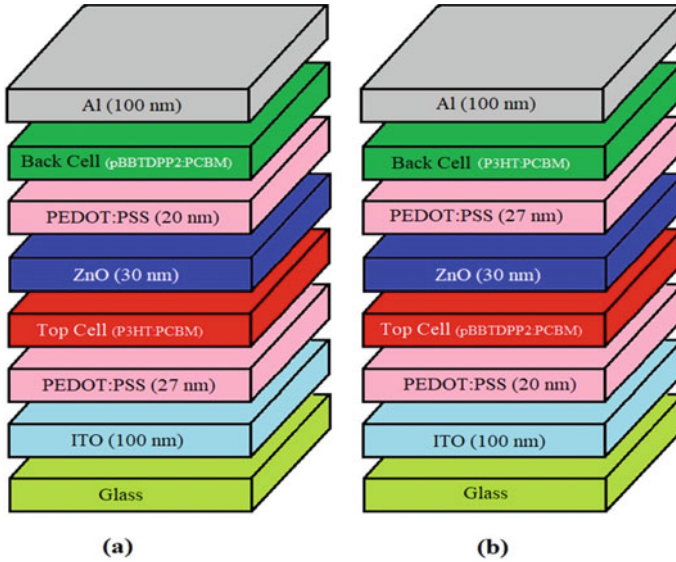 Al (100 nm)
Back Cell (pBBTDPP2:PCBM)
PEDOT:PSS (20 nm)
ZnO (30 nm)
Top Cell (P3HT:PCBM)
PEDOT:PSS (27 nm)
ITO (100 nm)
Glass
(a)
Al (100 nm)
Back Cell (P3HT:PCBM)
PEDOT:PSS (27 nm)
ZnO (30 nm)
Top Cell (pBBTDPP2:PCBM)
PEDOT:PSS (20 nm)
ITO (100 nm)
Glass
(b)